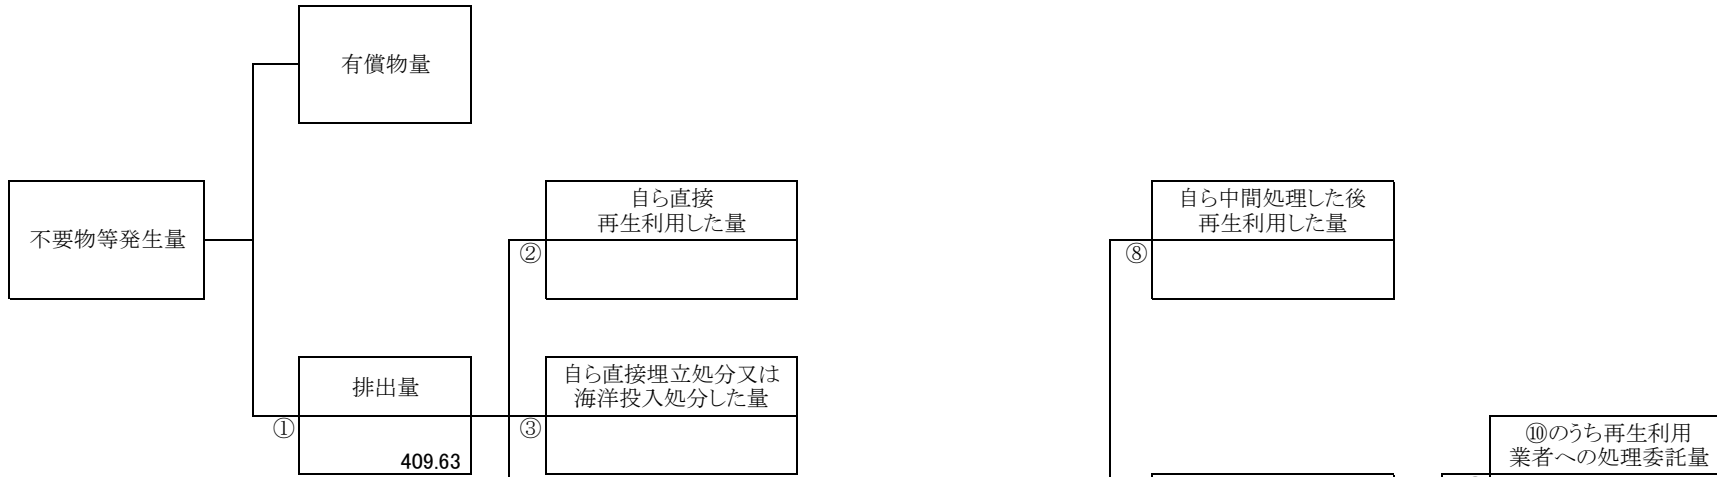 有償物量
不要物等発生量
自ら直接
再生利用した量
②
自ら中間処理した後
再生利用した量
⑧
排出量
①
409.63
自ら直接埋立処分又は
海洋投入処分した量
③
⑩のうち再生利用
業者への処理委託量